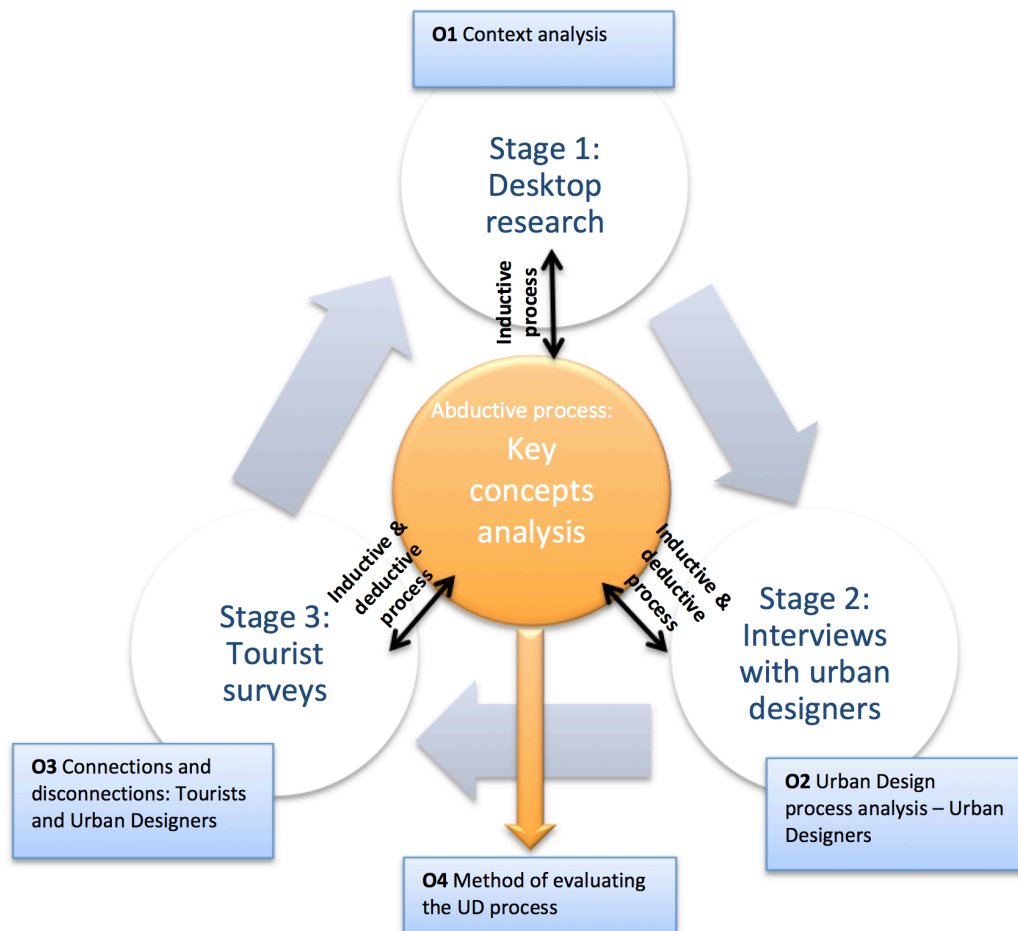 O1 Context analysis
Stage 1:
Desktop
research
Inductive
process
Abductive process:
Key
concepts
analysis
Inductive &
deductive
process
Inductive &
deductive
process
Stage 3:
Tourist
surveys
Stage 2:
Interviews
with urban
designers
O3 Connections and
disconnections: Tourists
and Urban Designers
O2 Urban Design
process analysis – Urban
Designers
O4 Method of evaluating
the UD process